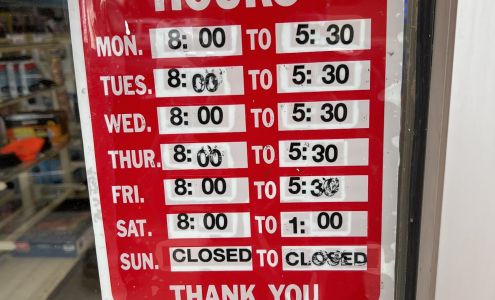 HOURS
MON. 8: 00 TO 5: 30
TUES. 8: 00 TO 5: 30
WED. 8: 00 TO 5: 30
THUR. 8: 00 TO 5: 30
FRI. 8: 00 TO 5: 30
SAT. 8: 00 TO 1: 00
SUN. CLOSED TO CLOSED
THANK YOU